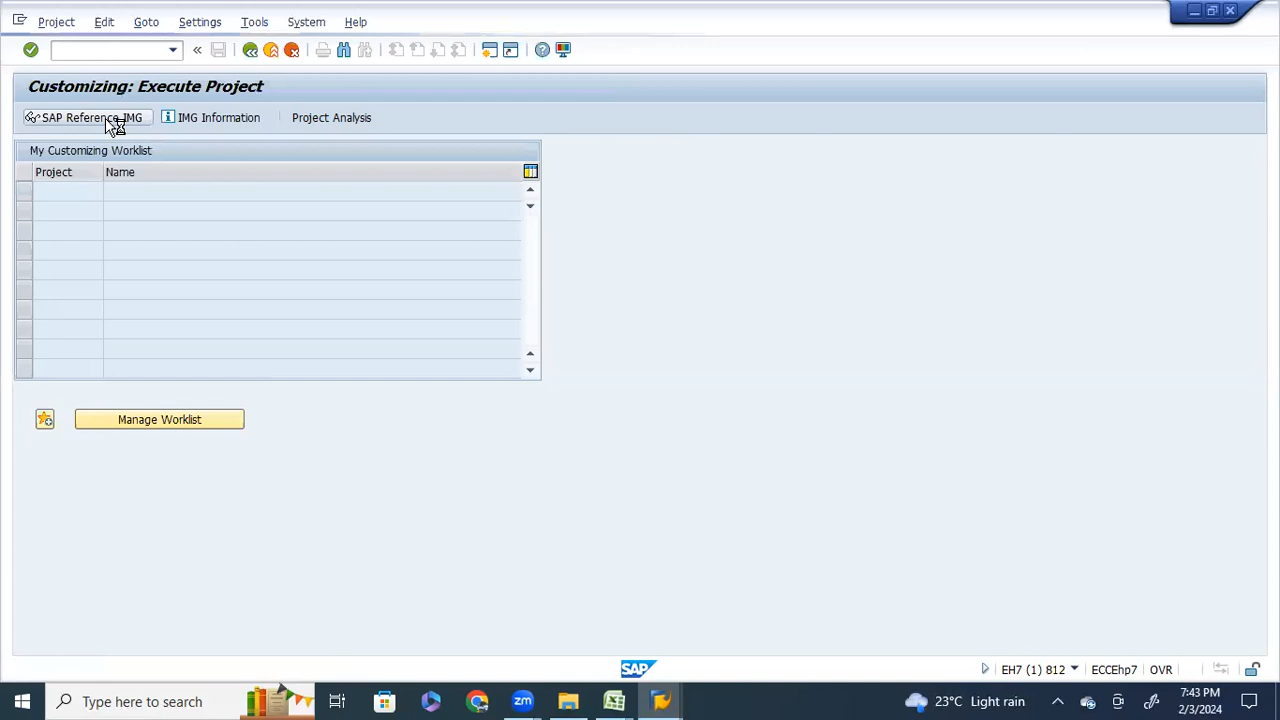 Project Edit Goto Settings Tools System Help
Customizing: Execute Project
SAP Reference IMG IMG Information Project Analysis
My Customizing Worklist
Project Name
Manage Worklist
SAP
EH7 (1) 812 ECCEhp7 OVR
Type here to search
zm
23°C Light rain
7:43 PM
2/3/2024